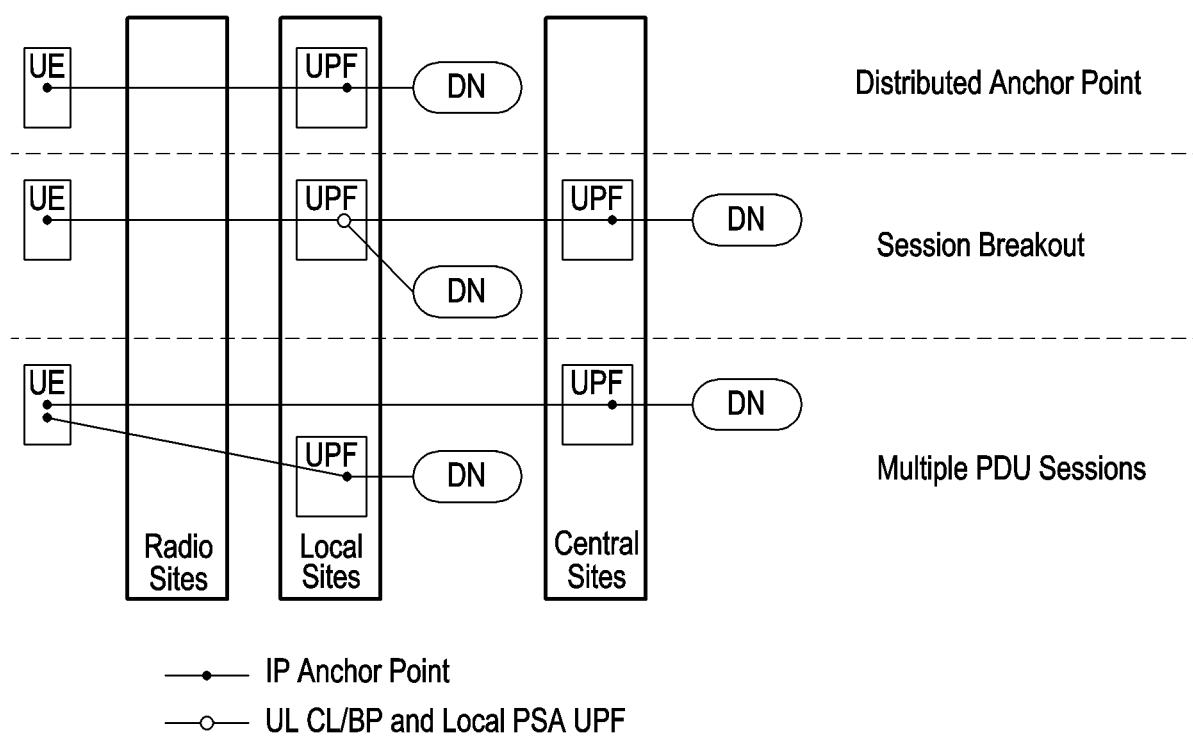 UE
UPF
DN
Distributed Anchor Point
UE
UPF
UPF
DN
Session Breakout
DN
UE
UPF
DN
UPF
DN
Multiple PDU Sessions
Radio
Sites
Local
Sites
Central
Sites
IP Anchor Point
UL CL/BP and Local PSA UPF